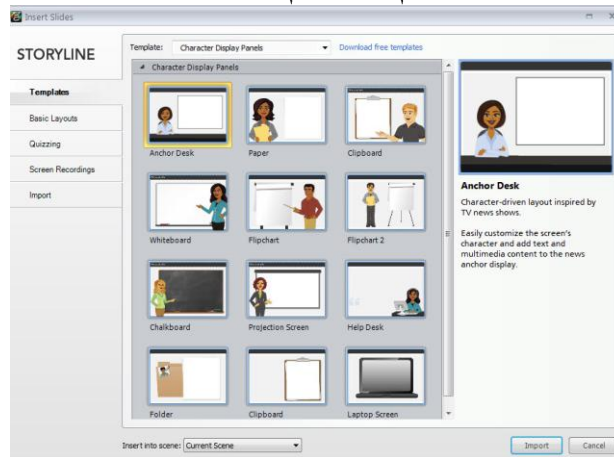 Insert Slides
STORYLINE
Templates
Basic Layouts
Quizzing
Screen Recordings
Import
Template: Character Display Panels Download free templates
Character Display Panels
Anchor Desk Paper Clipboard
Whiteboard Flipchart Flipchart 2
Chalkboard Projection Screen Help Desk
Folder Clipboard Laptop Screen
Anchor Desk
Character-driven layout inspired by
TV news shows.
Easily customize the screen's
character and add text and
multimedia content to the news
anchor display.
Insert into scene: Current Scene
Import Cancel